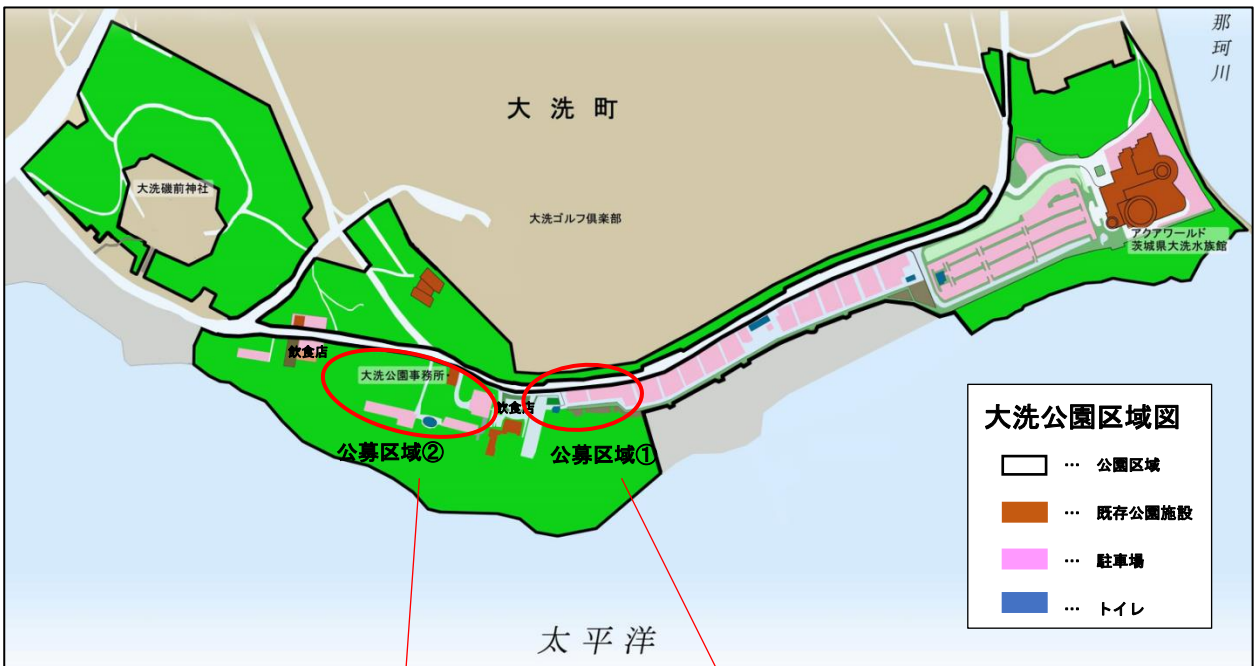 那珂川
大洗町
大洗磯前神社
大洗ゴルフ倶楽部
アクアワールド
茨城県大洗水族館
飲食店
大洗公園事務所
飲食店
公募区域②
公募区域①
大洗公園区域図
… 公園区域
… 既存公園施設
… 駐車場
… トイレ
太平洋